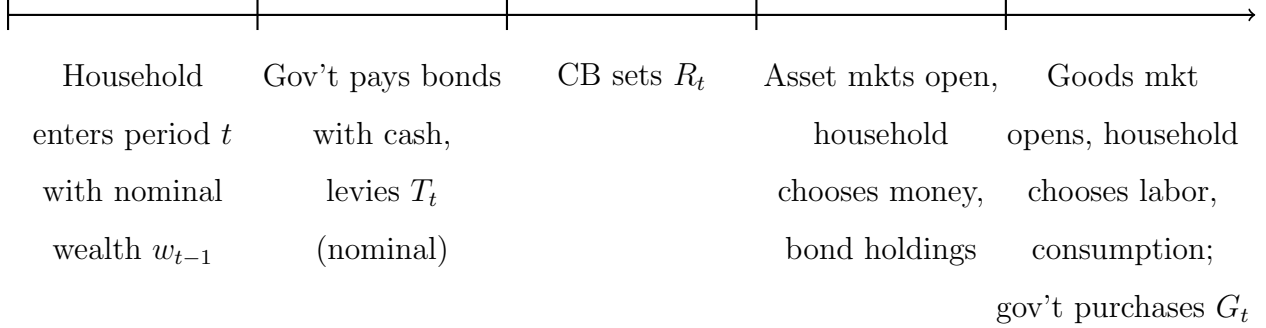 Household
enters period t
with nominal
wealth w_{t−1}
Gov't pays bonds
with cash,
levies T_t
(nominal)
CB sets R_t
Asset mkts open,
household
chooses money,
bond holdings
Goods mkt
opens, household
chooses labor,
consumption;
gov't purchases G_t